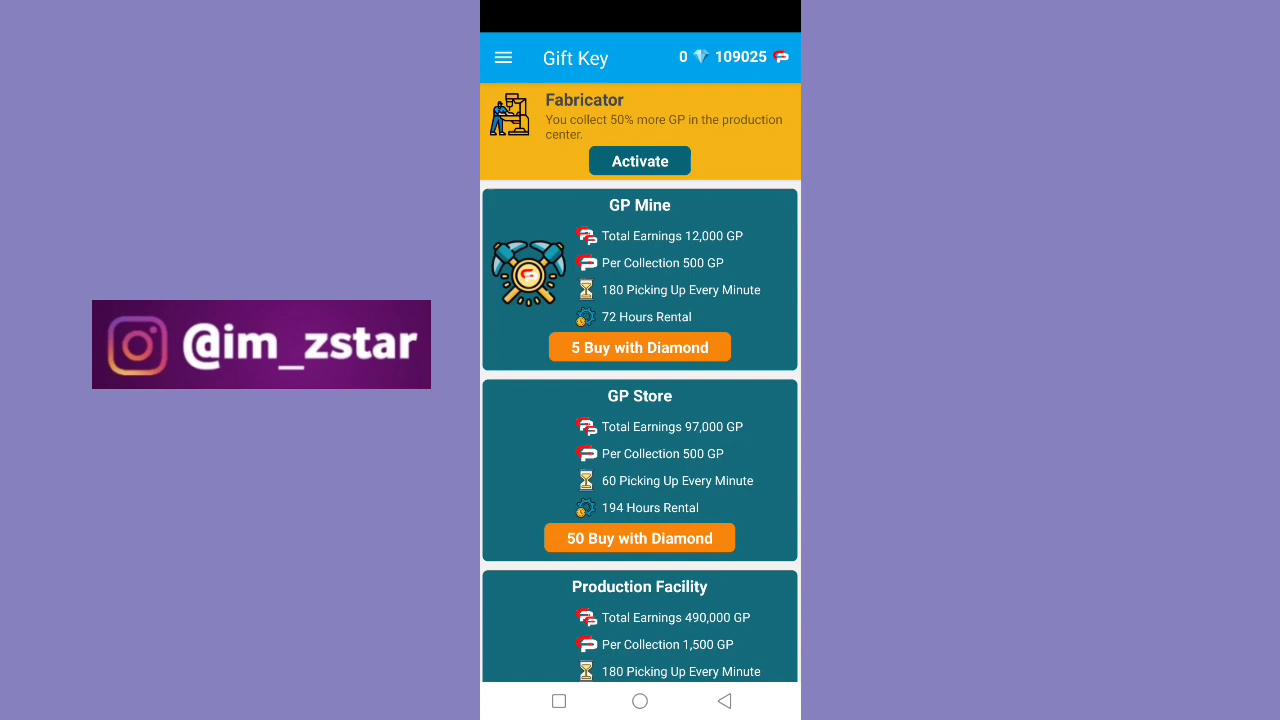 Gift Key
0 109025
Fabricator
You collect 50% more GP in the production
center.
Activate
GP Mine
Total Earnings 12,000 GP
Per Collection 500 GP
180 Picking Up Every Minute
72 Hours Rental
5 Buy with Diamond
@im_zstar
GP Store
Total Earnings 97,000 GP
Per Collection 500 GP
60 Picking Up Every Minute
194 Hours Rental
50 Buy with Diamond
Production Facility
Total Earnings 490,000 GP
Per Collection 1,500 GP
180 Picking Up Every Minute